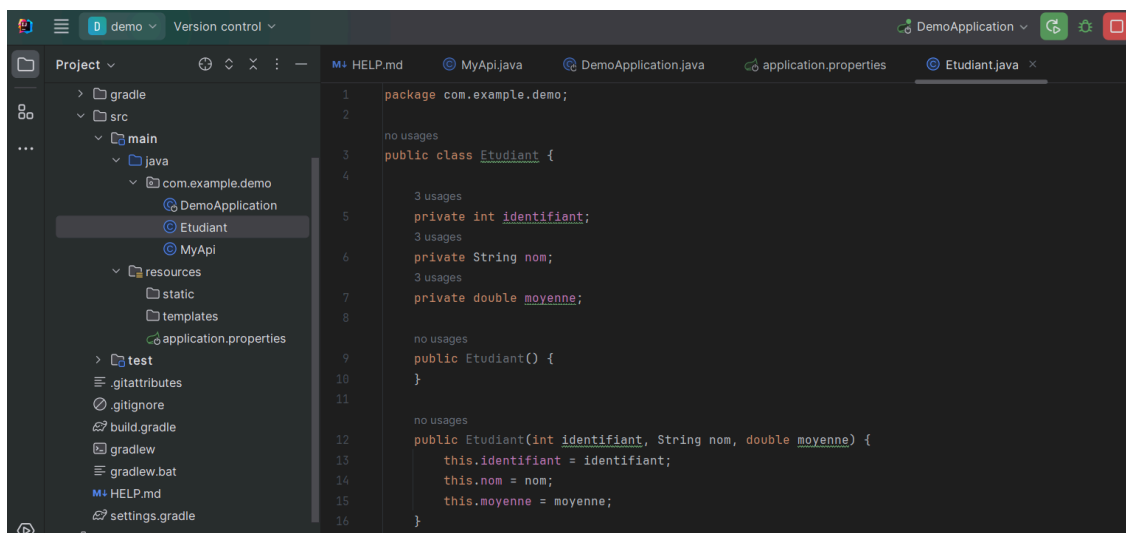 D demo Version control DemoApplication
Project
M↓ HELP.md MyApi.java DemoApplication.java application.properties Etudiant.java
gradle
src
main
java
com.example.demo
DemoApplication
Etudiant
MyApi
resources
static
templates
application.properties
test
.gitattributes
.gitignore
build.gradle
gradlew
gradlew.bat
M↓ HELP.md
settings.gradle
1 package com.example.demo;
2
no usages
3 public class Etudiant {
4
3 usages
5 private int identifiant;
3 usages
6 private String nom;
3 usages
7 private double moyenne;
8
no usages
9 public Etudiant() {
10 }
11
no usages
12 public Etudiant(int identifiant, String nom, double moyenne) {
13 this.identifiant = identifiant;
14 this.nom = nom;
15 this.moyenne = moyenne;
16 }